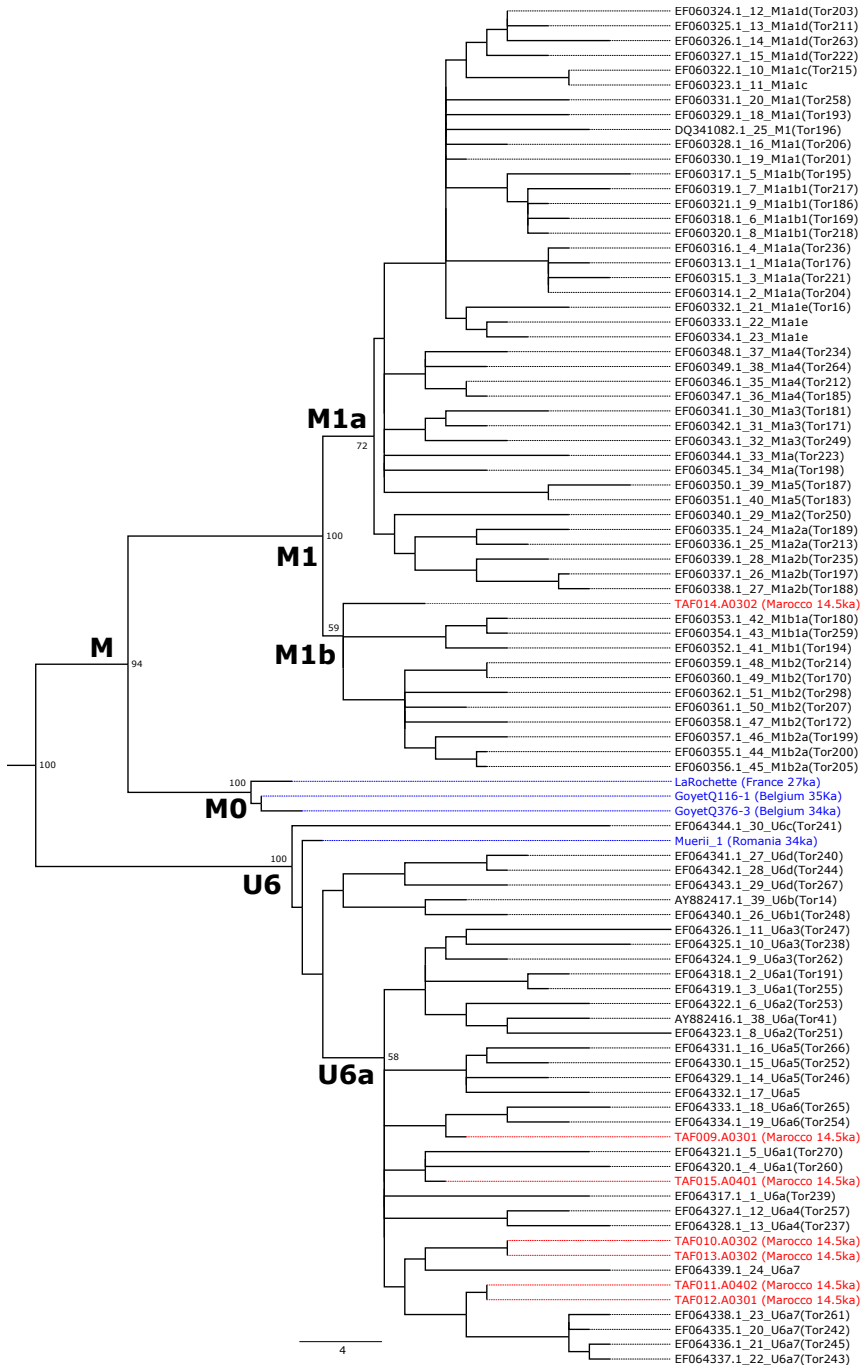 EF060324.1_12_M1a1d(Tor203)
EF060325.1_13_M1a1d(Tor211)
EF060326.1_14_M1a1d(Tor263)
EF060327.1_15_M1a1d(Tor222)
EF060322.1_10_M1a1c(Tor215)
EF060323.1_11_M1a1c
EF060331.1_20_M1a1(Tor258)
EF060329.1_18_M1a1(Tor193)
DQ341082.1_25_M1(Tor196)
EF060328.1_16_M1a1(Tor206)
EF060330.1_19_M1a1(Tor201)
EF060317.1_5_M1a1b(Tor195)
EF060319.1_7_M1a1b1(Tor217)
EF060321.1_9_M1a1b1(Tor186)
EF060318.1_6_M1a1b1(Tor169)
EF060320.1_8_M1a1b1(Tor218)
EF060316.1_4_M1a1a(Tor236)
EF060313.1_1_M1a1a(Tor176)
EF060315.1_3_M1a1a(Tor221)
EF060314.1_2_M1a1a(Tor204)
EF060332.1_21_M1a1e(Tor16)
EF060333.1_22_M1a1e
EF060334.1_23_M1a1e
EF060348.1_37_M1a4(Tor234)
EF060349.1_38_M1a4(Tor264)
EF060346.1_35_M1a4(Tor212)
EF060347.1_36_M1a4(Tor185)
EF060341.1_30_M1a3(Tor181)
M1a
EF060342.1_31_M1a3(Tor171)
EF060343.1_32_M1a3(Tor249)
72
EF060344.1_33_M1a(Tor223)
EF060345.1_34_M1a(Tor198)
EF060350.1_39_M1a5(Tor187)
EF060351.1_40_M1a5(Tor183)
EF060340.1_29_M1a2(Tor250)
EF060335.1_24_M1a2a(Tor189)
100
EF060336.1_25_M1a2a(Tor213)
M1
EF060339.1_28_M1a2b(Tor235)
EF060337.1_26_M1a2b(Tor197)
EF060338.1_27_M1a2b(Tor188)
TAF014.A0302 (Marocco 14.5ka)
EF060353.1_42_M1b1a(Tor180)
59
EF060354.1_43_M1b1a(Tor259)
M
EF060352.1_41_M1b1(Tor194)
M1b
94
EF060359.1_48_M1b2(Tor214)
EF060360.1_49_M1b2(Tor170)
EF060362.1_51_M1b2(Tor298)
EF060361.1_50_M1b2(Tor207)
EF060358.1_47_M1b2(Tor172)
EF060357.1_46_M1b2a(Tor199)
EF060355.1_44_M1b2a(Tor200)
100
EF060356.1_45_M1b2a(Tor205)
100
LaRochette (France 27ka)
GoyetQ116-1 (Belgium 35Ka)
M0
GoyetQ376-3 (Belgium 34ka)
EF064344.1_30_U6c(Tor241)
Muerii_1 (Romania 34ka)
100
EF064341.1_27_U6d(Tor240)
EF064342.1_28_U6d(Tor244)
U6
EF064343.1_29_U6d(Tor267)
AY882417.1_39_U6b(Tor14)
EF064340.1_26_U6b1(Tor248)
EF064326.1_11_U6a3(Tor247)
EF064325.1_10_U6a3(Tor238)
EF064324.1_9_U6a3(Tor262)
EF064318.1_2_U6a1(Tor191)
EF064319.1_3_U6a1(Tor255)
EF064322.1_6_U6a2(Tor253)
AY882416.1_38_U6a(Tor41)
EF064323.1_8_U6a2(Tor251)
EF064331.1_16_U6a5(Tor266)
58
EF064330.1_15_U6a5(Tor252)
U6a
EF064329.1_14_U6a5(Tor246)
EF064332.1_17_U6a5
EF064333.1_18_U6a6(Tor265)
EF064334.1_19_U6a6(Tor254)
TAF009.A0301 (Marocco 14.5ka)
EF064321.1_5_U6a1(Tor270)
EF064320.1_4_U6a1(Tor260)
TAF015.A0401 (Marocco 14.5ka)
EF064317.1_1_U6a(Tor239)
EF064327.1_12_U6a4(Tor257)
EF064328.1_13_U6a4(Tor237)
TAF010.A0302 (Marocco 14.5ka)
TAF013.A0302 (Marocco 14.5ka)
EF064339.1_24_U6a7
TAF011.A0402 (Marocco 14.5ka)
TAF012.A0301 (Marocco 14.5ka)
EF064338.1_23_U6a7(Tor261)
EF064335.1_20_U6a7(Tor242)
EF064336.1_21_U6a7(Tor245)
4
EF064337.1_22_U6a7(Tor243)